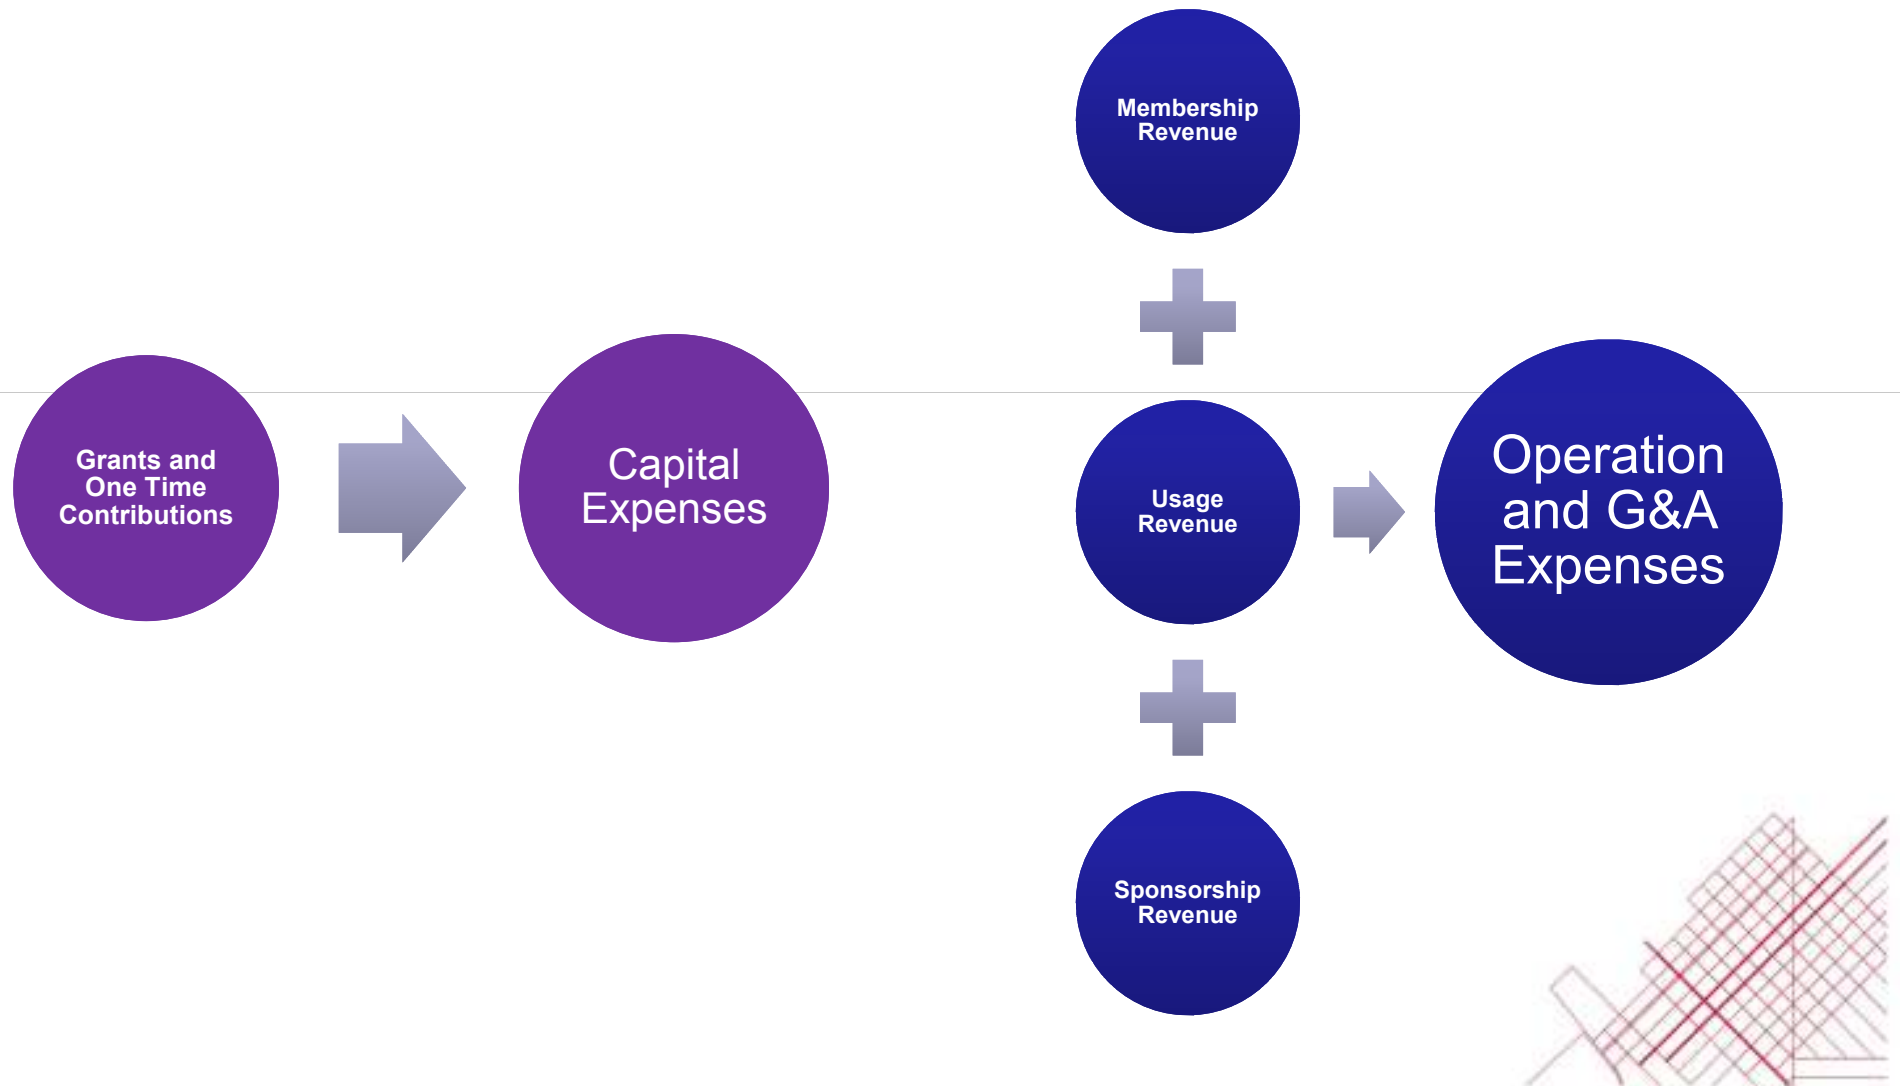 Grants and
One Time
Contributions
Capital
Expenses
Membership
Revenue
Usage
Revenue
Sponsorship
Revenue
Operation
and G&A
Expenses